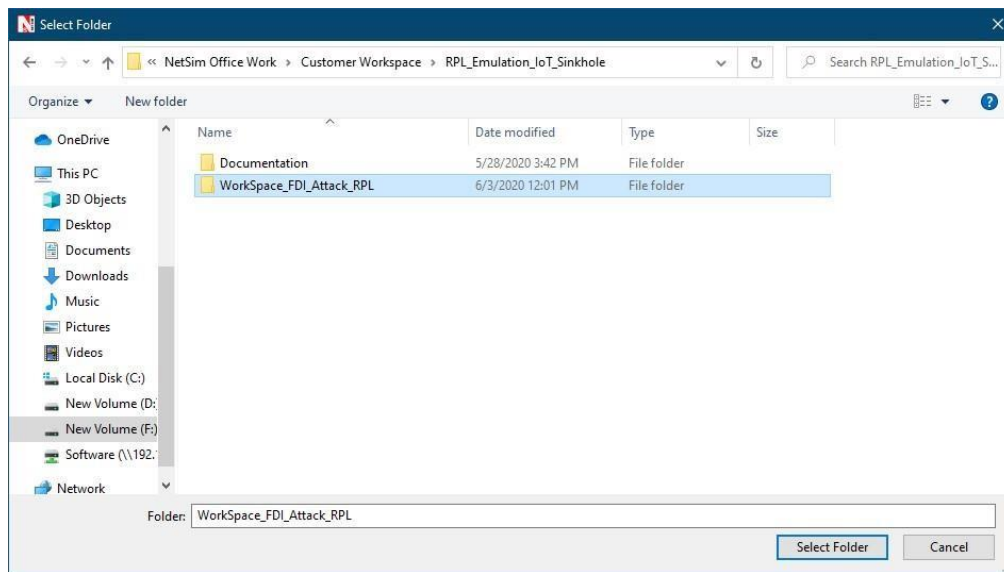 Select Folder
« NetSim Office Work › Customer Workspace › RPL_Emulation_IoT_Sinkhole
Search RPL_Emulation_IoT_S...
Organize New folder
Name Date modified Type Size
Documentation 5/28/2020 3:42 PM File folder
WorkSpace_FDI_Attack_RPL 6/3/2020 12:01 PM File folder
OneDrive
This PC
3D Objects
Desktop
Documents
Downloads
Music
Pictures
Videos
Local Disk (C:)
New Volume (D:
New Volume (F:)
Software (\\192.
Network
Folder: WorkSpace_FDI_Attack_RPL
Select Folder Cancel